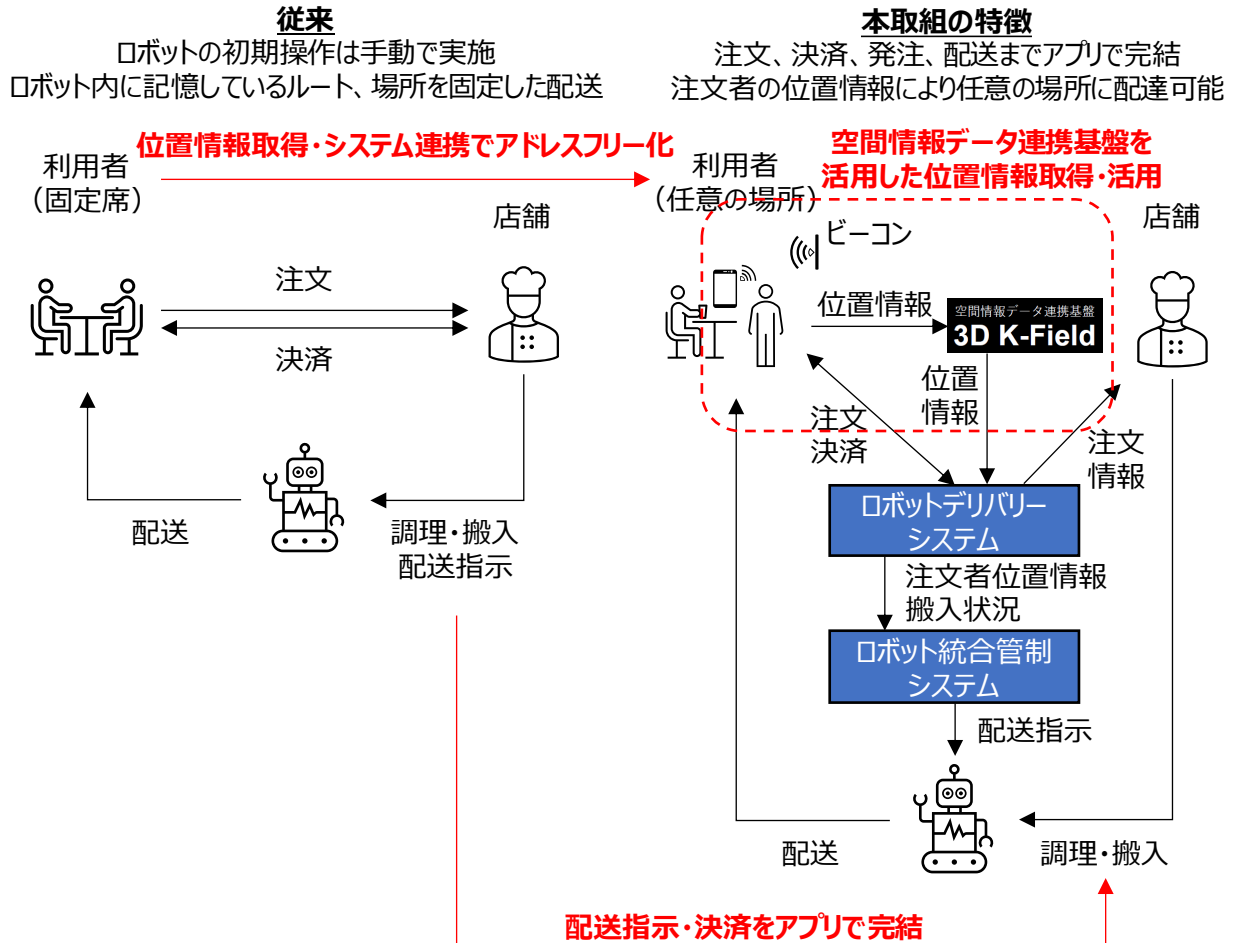 従来
ロボットの初期操作は手動で実施
ロボット内に記憶しているルート、場所を固定した配送
位置情報取得・システム連携でアドレスフリー化
利用者
（固定席）
店舗
注文
決済
配送
調理・搬入
配送指示
本取組の特徴
注文、決済、発注、配送までアプリで完結
注文者の位置情報により任意の場所に配達可能
空間情報データ連携基盤を
活用した位置情報取得・活用
利用者
（任意の場所）
店舗
ビーコン
位置情報
空間情報データ連携基盤
3D K-Field
位置
情報
注文
決済
注文
情報
ロボットデリバリー
システム
注文者位置情報
搬入状況
ロボット統合管制
システム
配送指示
配送
調理・搬入
配送指示・決済をアプリで完結